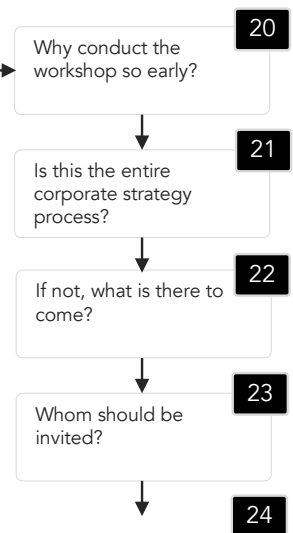 20
Why conduct the
workshop so early?
21
Is this the entire
corporate strategy
process?
22
If not, what is there to
come?
23
Whom should be
invited?
24